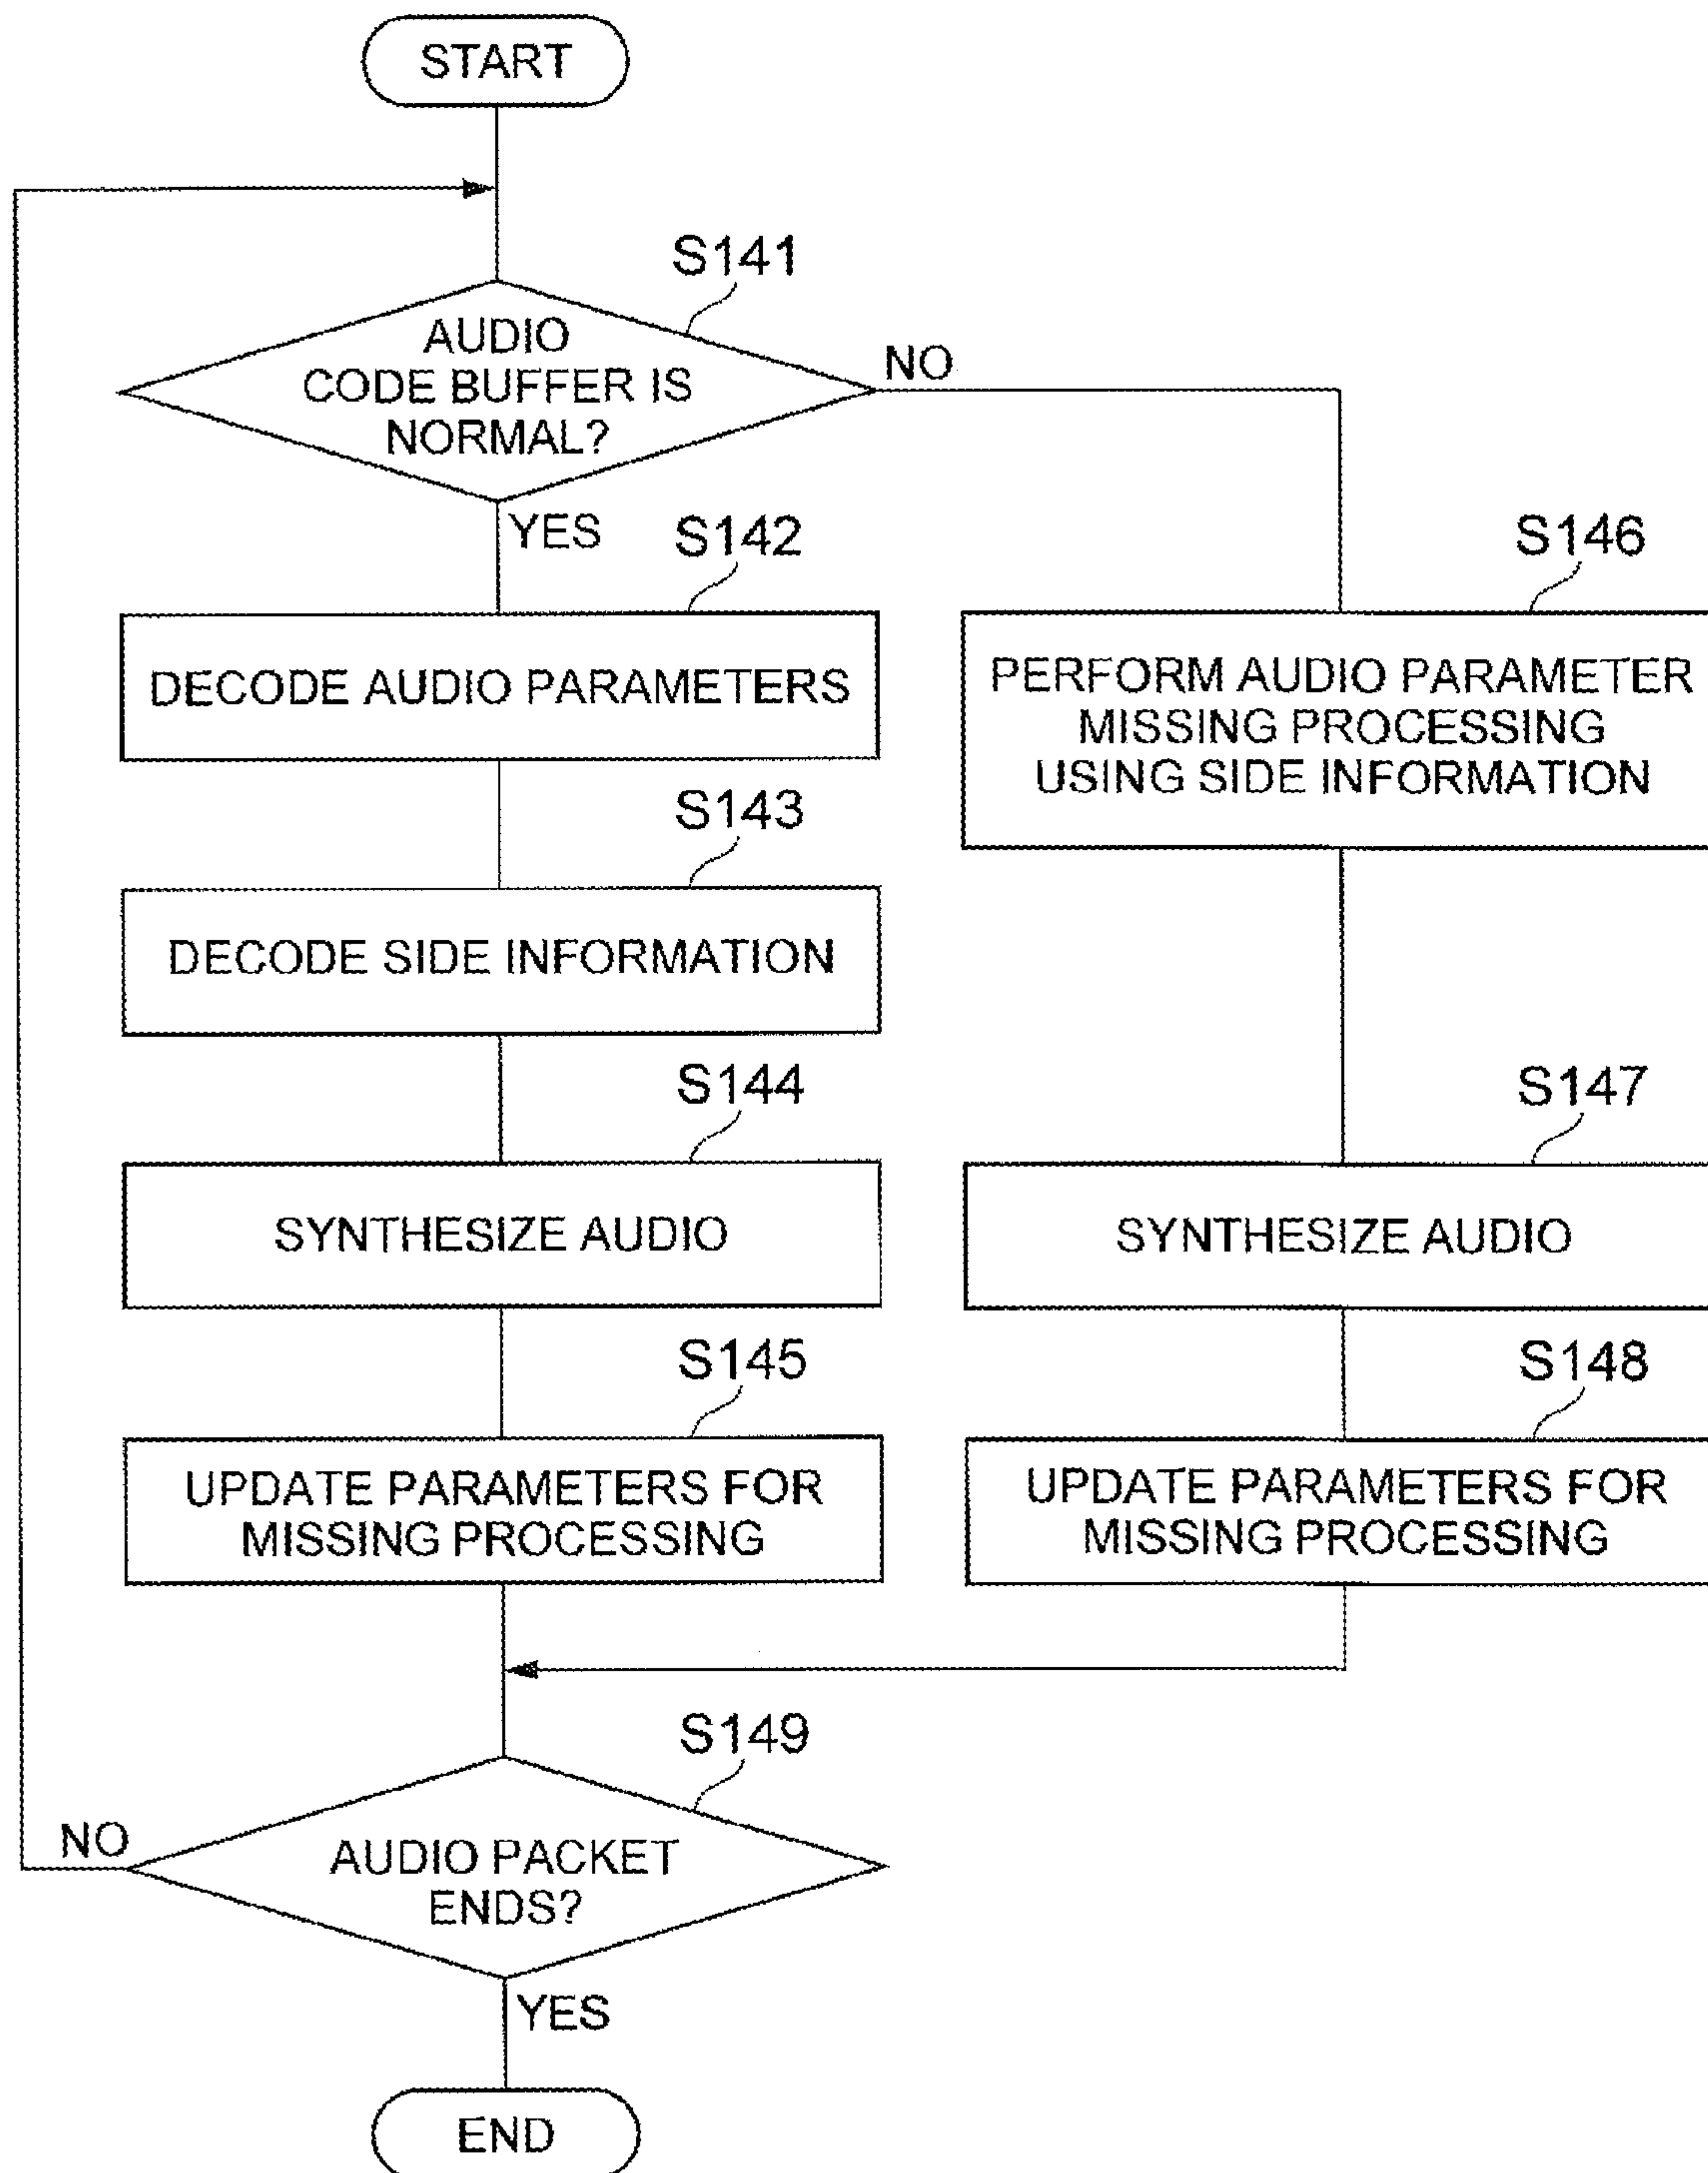 START
S141
AUDIO
CODE BUFFER IS
NORMAL?
NO
YES
S142
DECODE AUDIO PARAMETERS
S146
PERFORM AUDIO PARAMETER
MISSING PROCESSING
USING SIDE INFORMATION
S143
DECODE SIDE INFORMATION
S144
SYNTHESIZE AUDIO
S147
SYNTHESIZE AUDIO
S145
UPDATE PARAMETERS FOR
MISSING PROCESSING
S148
UPDATE PARAMETERS FOR
MISSING PROCESSING
S149
NO
AUDIO PACKET
ENDS?
YES
END